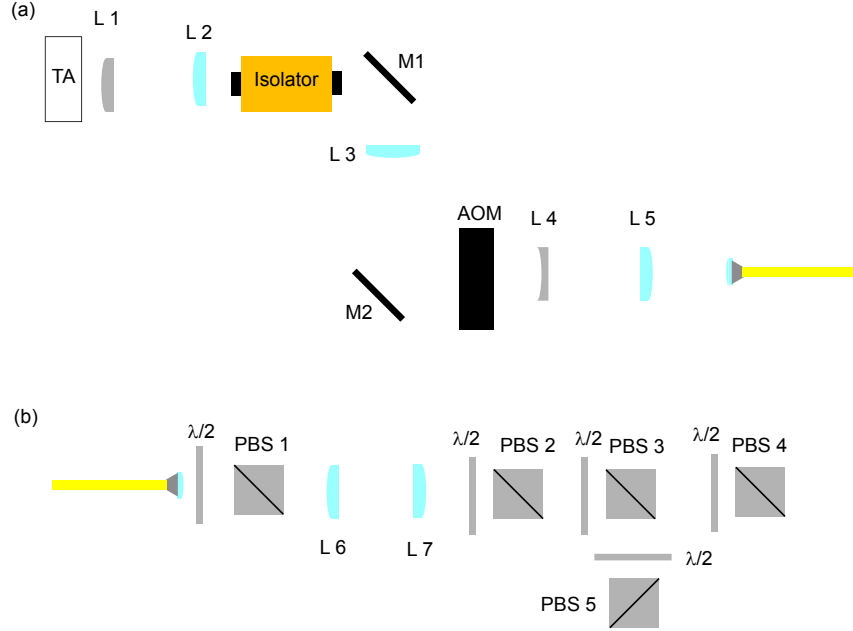 (a)
L 1
L 2
TA
Isolator
M1
L 3
AOM
L 4
L 5
M2
(b)
λ/2
PBS 1
L 6
L 7
λ/2
PBS 2
λ/2
PBS 3
λ/2
PBS 4
λ/2
PBS 5